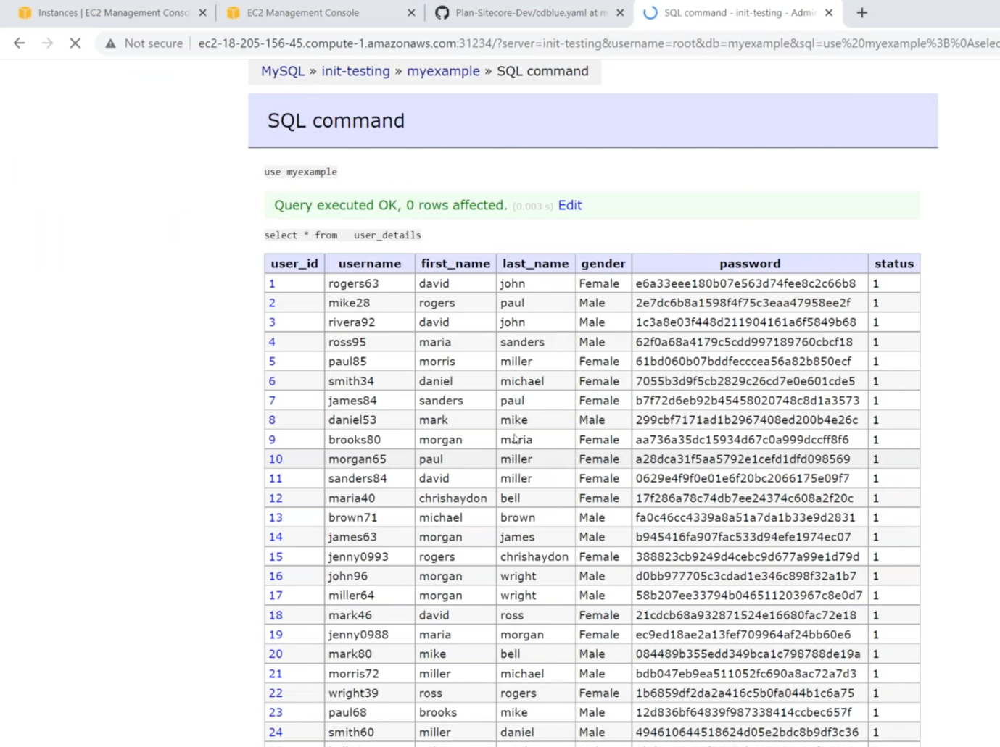 Instances | EC2 Management Conso
EC2 Management Console
Plan-Sitecore-Dev/cdblue.yaml at m
SQL command - init-testing - Admi
Not secure ec2-18-205-156-45.compute-1.amazonaws.com:31234/?server=init-testing&username=root&db=myexample&sql=use%20myexample%3B%0Aselec
MySQL » init-testing » myexample » SQL command
SQL command
use myexample
Query executed OK, 0 rows affected. (0.003 s) Edit
select * from user_details
user_id username first_name last_name gender password status
1 rogers63 david john Female e6a33eee180b07e563d74fee8c2c66b8 1
2 mike28 rogers paul Male 2e7dc6b8a1598f4f75c3eaa47958ee2f 1
3 rivera92 david john Male 1c3a8e03f448d211904161a6f5849b68 1
4 ross95 maria sanders Male 62f0a68a4179c5cdd997189760cbcf18 1
5 paul85 morris miller Female 61bd060b07bddfecccea56a82b850ecf 1
6 smith34 daniel michael Female 7055b3d9f5cb2829c26cd7e0e601cde5 1
7 james84 sanders paul Female b7f72d6eb92b45458020748c8d1a3573 1
8 daniel53 mark mike Male 299cbf7171ad1b2967408ed200b4e26c 1
9 brooks80 morgan maria Female aa736a35dc15934d67c0a999dccff8f6 1
10 morgan65 paul miller Female a28dca31f5aa5792e1cefd1dfd098569 1
11 sanders84 david miller Female 0629e4f9f0e01e6f20bc2066175e09f7 1
12 maria40 chrishaydon bell Female 17f286a78c74db7ee24374c608a2f20c 1
13 brown71 michael brown Male fa0c46cc4339a8a51a7da1b33e9d2831 1
14 james63 morgan james Male b945416fa907fac533d94efe1974ec07 1
15 jenny0993 rogers chrishaydon Female 388823cb9249d4cebc9d677a99e1d79d 1
16 john96 morgan wright Male d0bb977705c3cdad1e346c898f32a1b7 1
17 miller64 morgan wright Male 58b207ee33794b046511203967c8e0d7 1
18 mark46 david ross Female 21cdcb68a932871524e16680fac72e18 1
19 jenny0988 maria morgan Female ec9ed18ae2a13fef709964af24bb60e6 1
20 mark80 mike bell Male 084489b355edd349bca1c798788de19a 1
21 morris72 miller michael Male bdb047eb9ea511052fc690a8ac72a7d3 1
22 wright39 ross rogers Female 1b6859df2da2a416c5b0fa044b1c6a75 1
23 paul68 brooks mike Male 12d836bf64839f987338414ccbec657f 1
24 smith60 miller daniel Male 494610644518624d05e2bdc8b9df3c36 1